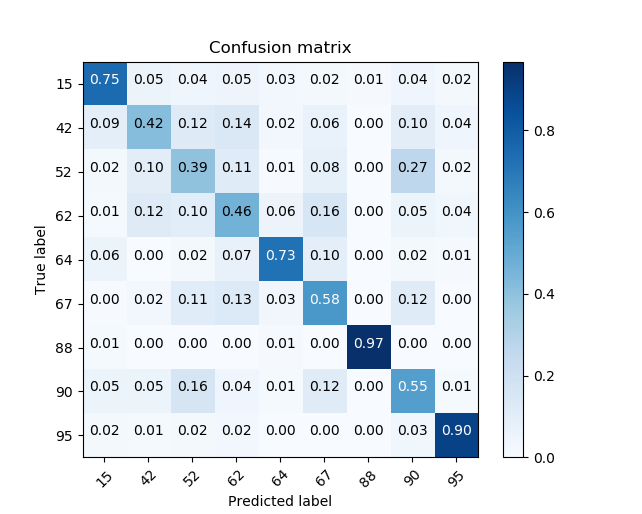 Confusion matrix
True label
15 0.75 0.05 0.04 0.05 0.03 0.02 0.01 0.04 0.02
42 0.09 0.42 0.12 0.14 0.02 0.06 0.00 0.10 0.04
52 0.02 0.10 0.39 0.11 0.01 0.08 0.00 0.27 0.02
62 0.01 0.12 0.10 0.46 0.06 0.16 0.00 0.05 0.04
64 0.06 0.00 0.02 0.07 0.73 0.10 0.00 0.02 0.01
67 0.00 0.02 0.11 0.13 0.03 0.58 0.00 0.12 0.00
88 0.01 0.00 0.00 0.00 0.01 0.00 0.97 0.00 0.00
90 0.05 0.05 0.16 0.04 0.01 0.12 0.00 0.55 0.01
95 0.02 0.01 0.02 0.02 0.00 0.00 0.00 0.03 0.90
15 42 52 62 64 67 88 90 95
Predicted label
0.8
0.6
0.4
0.2
0.0